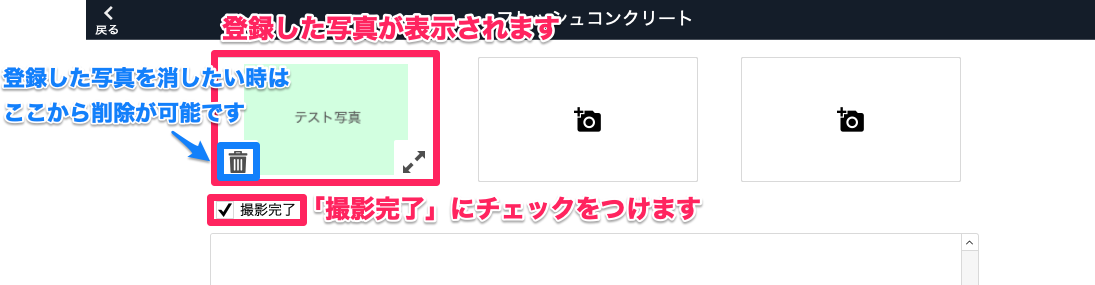 戻る
シュコンクリート
登録した写真が表示されます
登録した写真を消したい時は
ここから削除が可能です
テスト写真
撮影完了
「撮影完了」にチェックをつけます